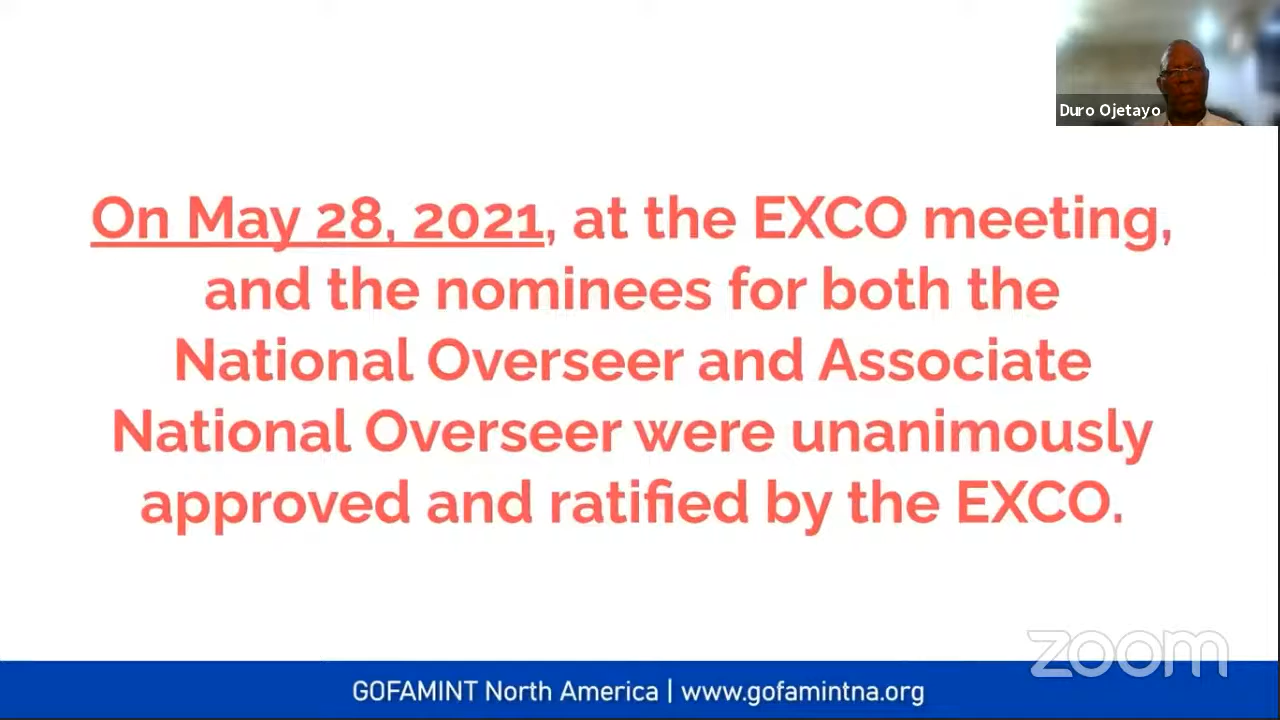 Duro Ojetayo
On May 28, 2021, at the EXCO meeting,
and the nominees for both the
National Overseer and Associate
National Overseer were unanimously
approved and ratified by the EXCO.
zoom
GOFAMINT North America | www.gofamintna.org